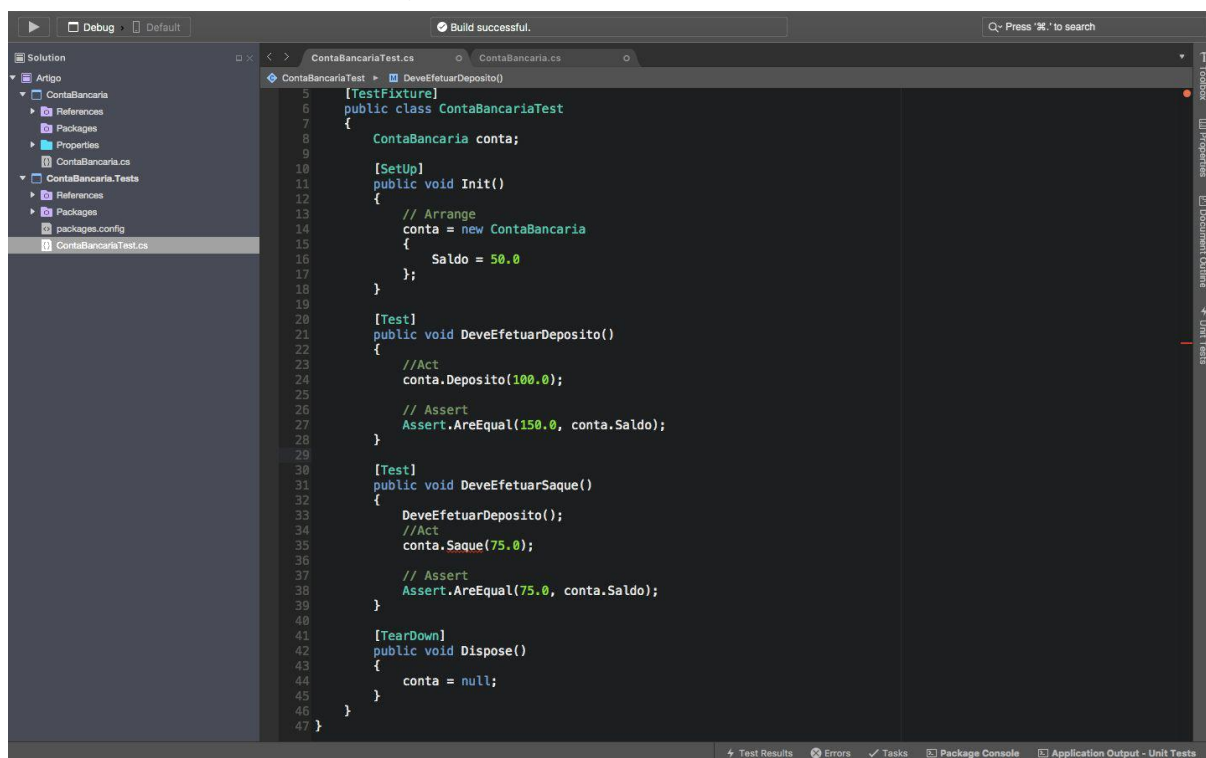 Debug › Default
Build successful.
Press '⌘.' to search
Solution
Artigo
ContaBancaria
References
Packages
Properties
ContaBancaria.cs
ContaBancaria.Tests
References
Packages
packages.config
ContaBancariaTest.cs
ContaBancariaTest.cs
ContaBancaria.cs
ContaBancariaTest ▸ M DeveEfetuarDeposito()
5 [TestFixture]
6 public class ContaBancariaTest
7 {
8 ContaBancaria conta;
9
10 [SetUp]
11 public void Init()
12 {
13 // Arrange
14 conta = new ContaBancaria
15 {
16 Saldo = 50.0
17 };
18 }
19
20 [Test]
21 public void DeveEfetuarDeposito()
22 {
23 //Act
24 conta.Deposito(100.0);
25
26 // Assert
27 Assert.AreEqual(150.0, conta.Saldo);
28 }
29
30 [Test]
31 public void DeveEfetuarSaque()
32 {
33 DeveEfetuarDeposito();
34 //Act
35 conta.Saque(75.0);
36
37 // Assert
38 Assert.AreEqual(75.0, conta.Saldo);
39 }
40
41 [TearDown]
42 public void Dispose()
43 {
44 conta = null;
45 }
46 }
47 }
Toolbox
Properties
Document Outline
Unit Tests
Test Results Errors Tasks Package Console Application Output - Unit Tests